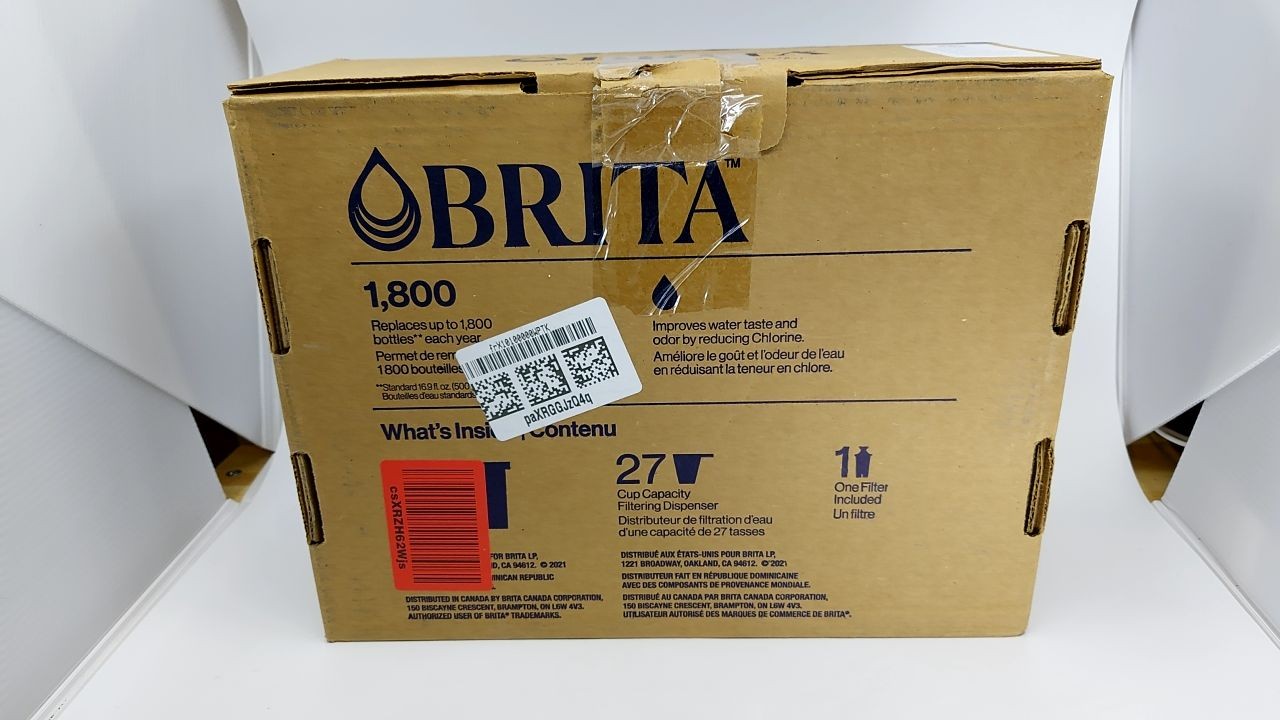 BRITA™
1,800
Replaces up to 1,800
bottles** each year
Permet de
1800 bouteilles
**Standard 16.9 fl. oz. (500
Bouteilles d'eau standard
Improves water taste and
odor by reducing Chlorine.
Améliore le goût et l'odeur de l'eau
en réduisant la teneur en chlore.
paXRGGJzQ4q
What's Contenu
csXRZH62Wjs
27
Cup Capacity
Filtering Dispenser
Distributeur de filtration d'eau
d'une capacité de 27 tasses
1
One Filter
Included
Un filtre
FOR BRITA LP,
CA 94612. © 2021
REPUBLIC
DISTRIBUTED IN CANADA BY BRITA CANADA CORPORATION,
150 BISCAYNE CRESCENT, BRAMPTON, ON L6W 4V3.
AUTHORIZED USER OF BRITA® TRADEMARKS.
DISTRIBUÉ AUX ÉTATS-UNIS POUR BRITA LP,
1221 BROADWAY, OAKLAND, CA 94612. © 2021
DISTRIBUTEUR FAIT EN RÉPUBLIQUE DOMINICAINE
AVEC DES COMPOSANTS DE PROVENANCE MONDIALE.
DISTRIBUÉ AU CANADA PAR BRITA CANADA CORPORATION,
150 BISCAYNE CRESCENT, BRAMPTON, ON L6W 4V3.
UTILISATEUR AUTORISÉ DES MARQUES DE COMMERCE DE BRITA®.